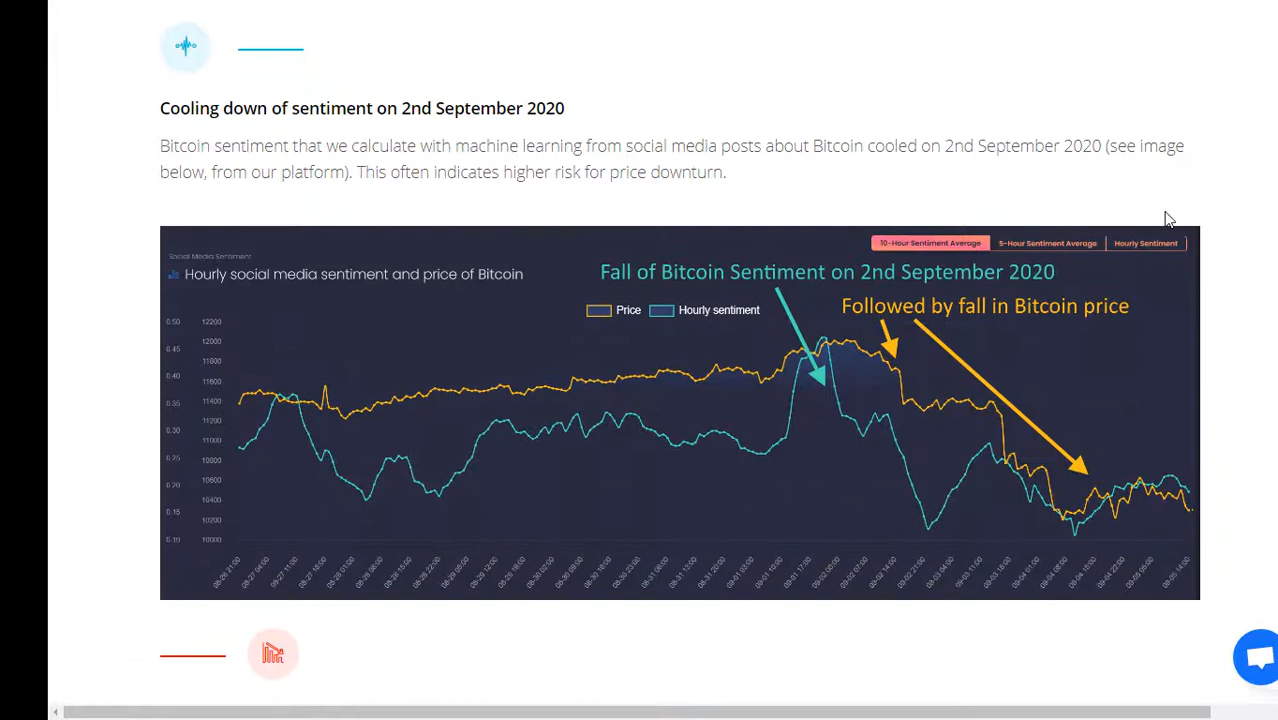 Cooling down of sentiment on 2nd September 2020
Bitcoin sentiment that we calculate with machine learning from social media posts about Bitcoin cooled on 2nd September 2020 (see image
below, from our platform). This often indicates higher risk for price downturn.
10-Hour Sentiment Average
5-Hour Sentiment Average
Hourly Sentiment
Social Media Sentiment
Hourly social media sentiment and price of Bitcoin
Fall of Bitcoin Sentiment on 2nd September 2020
Followed by fall in Bitcoin price
Price
Hourly sentiment
0.50 12200
0.45 12000
11800
0.40 11600
0.35 11400
0.30 11200
11000
0.25 10800
0.20 10600
10400
0.15 10200
0.10 10000